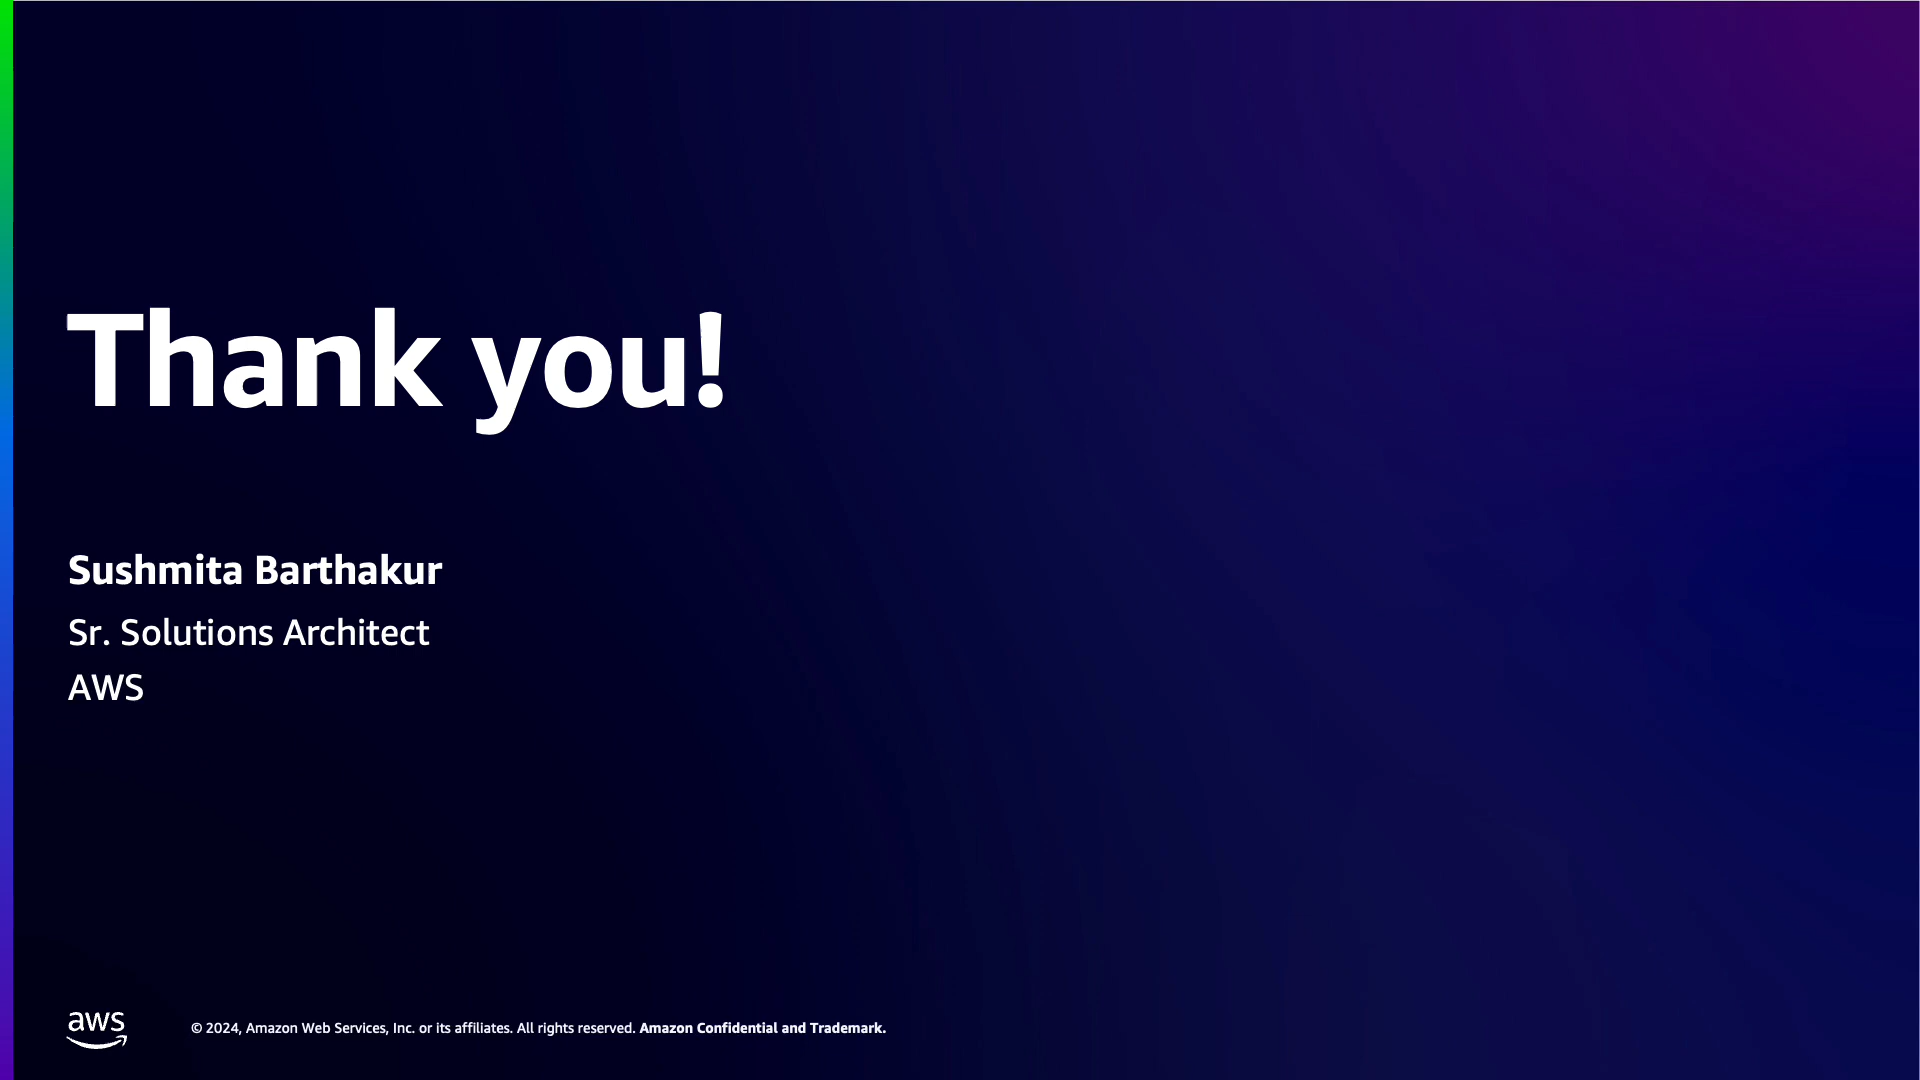 Thank you!
Sushmita Barthakur
Sr. Solutions Architect
AWS
aws
© 2024, Amazon Web Services, Inc. or its affiliates. All rights reserved. Amazon Confidential and Trademark.